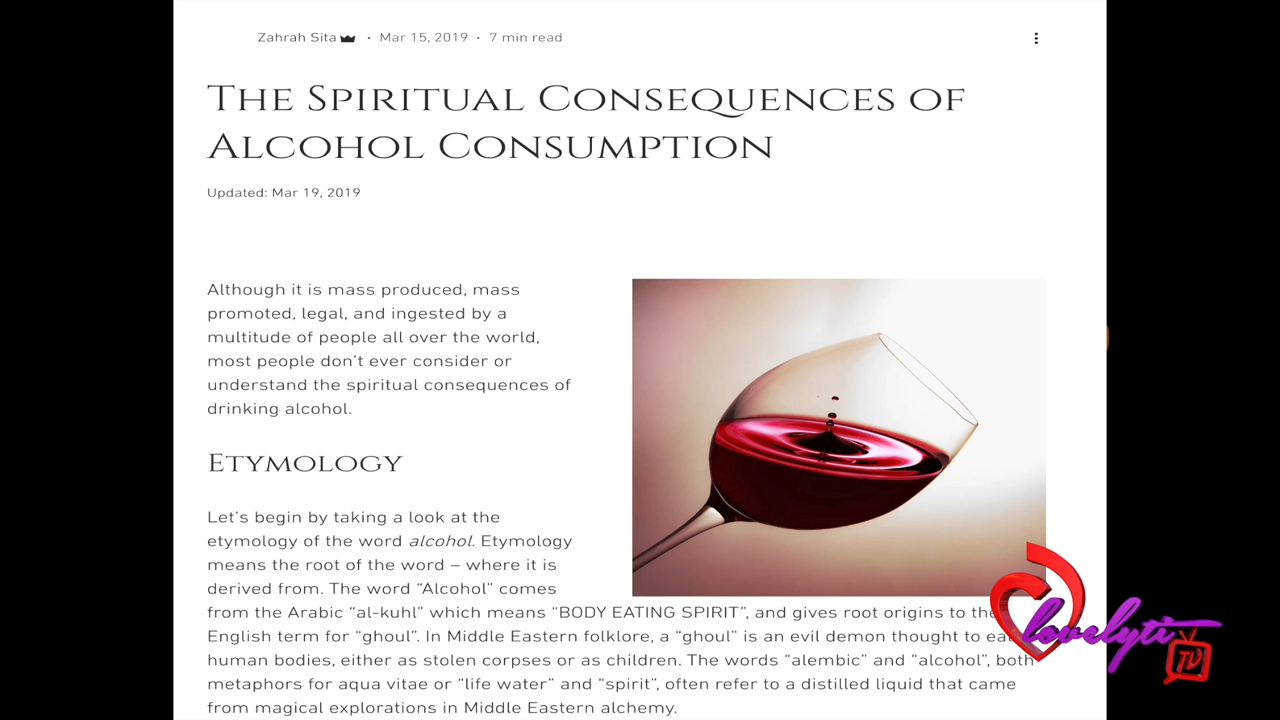 Zahrah Sita · Mar 15, 2019 · 7 min read
The Spiritual Consequences of
Alcohol Consumption
Updated: Mar 19, 2019
Although it is mass produced, mass
promoted, legal, and ingested by a
multitude of people all over the world,
most people don't ever consider or
understand the spiritual consequences of
drinking alcohol.
Etymology
Let's begin by taking a look at the
etymology of the word alcohol. Etymology
means the root of the word – where it is
derived from. The word “Alcohol” comes
from the Arabic “al-kuhl” which means “BODY EATING SPIRIT”, and gives root origins to the
English term for “ghoul”. In Middle Eastern folklore, a “ghoul” is an evil demon thought to eat
human bodies, either as stolen corpses or as children. The words “alembic” and “alcohol”, both
metaphors for aqua vitae or “life water” and “spirit”, often refer to a distilled liquid that came
from magical explorations in Middle Eastern alchemy.
lovelyti
TV